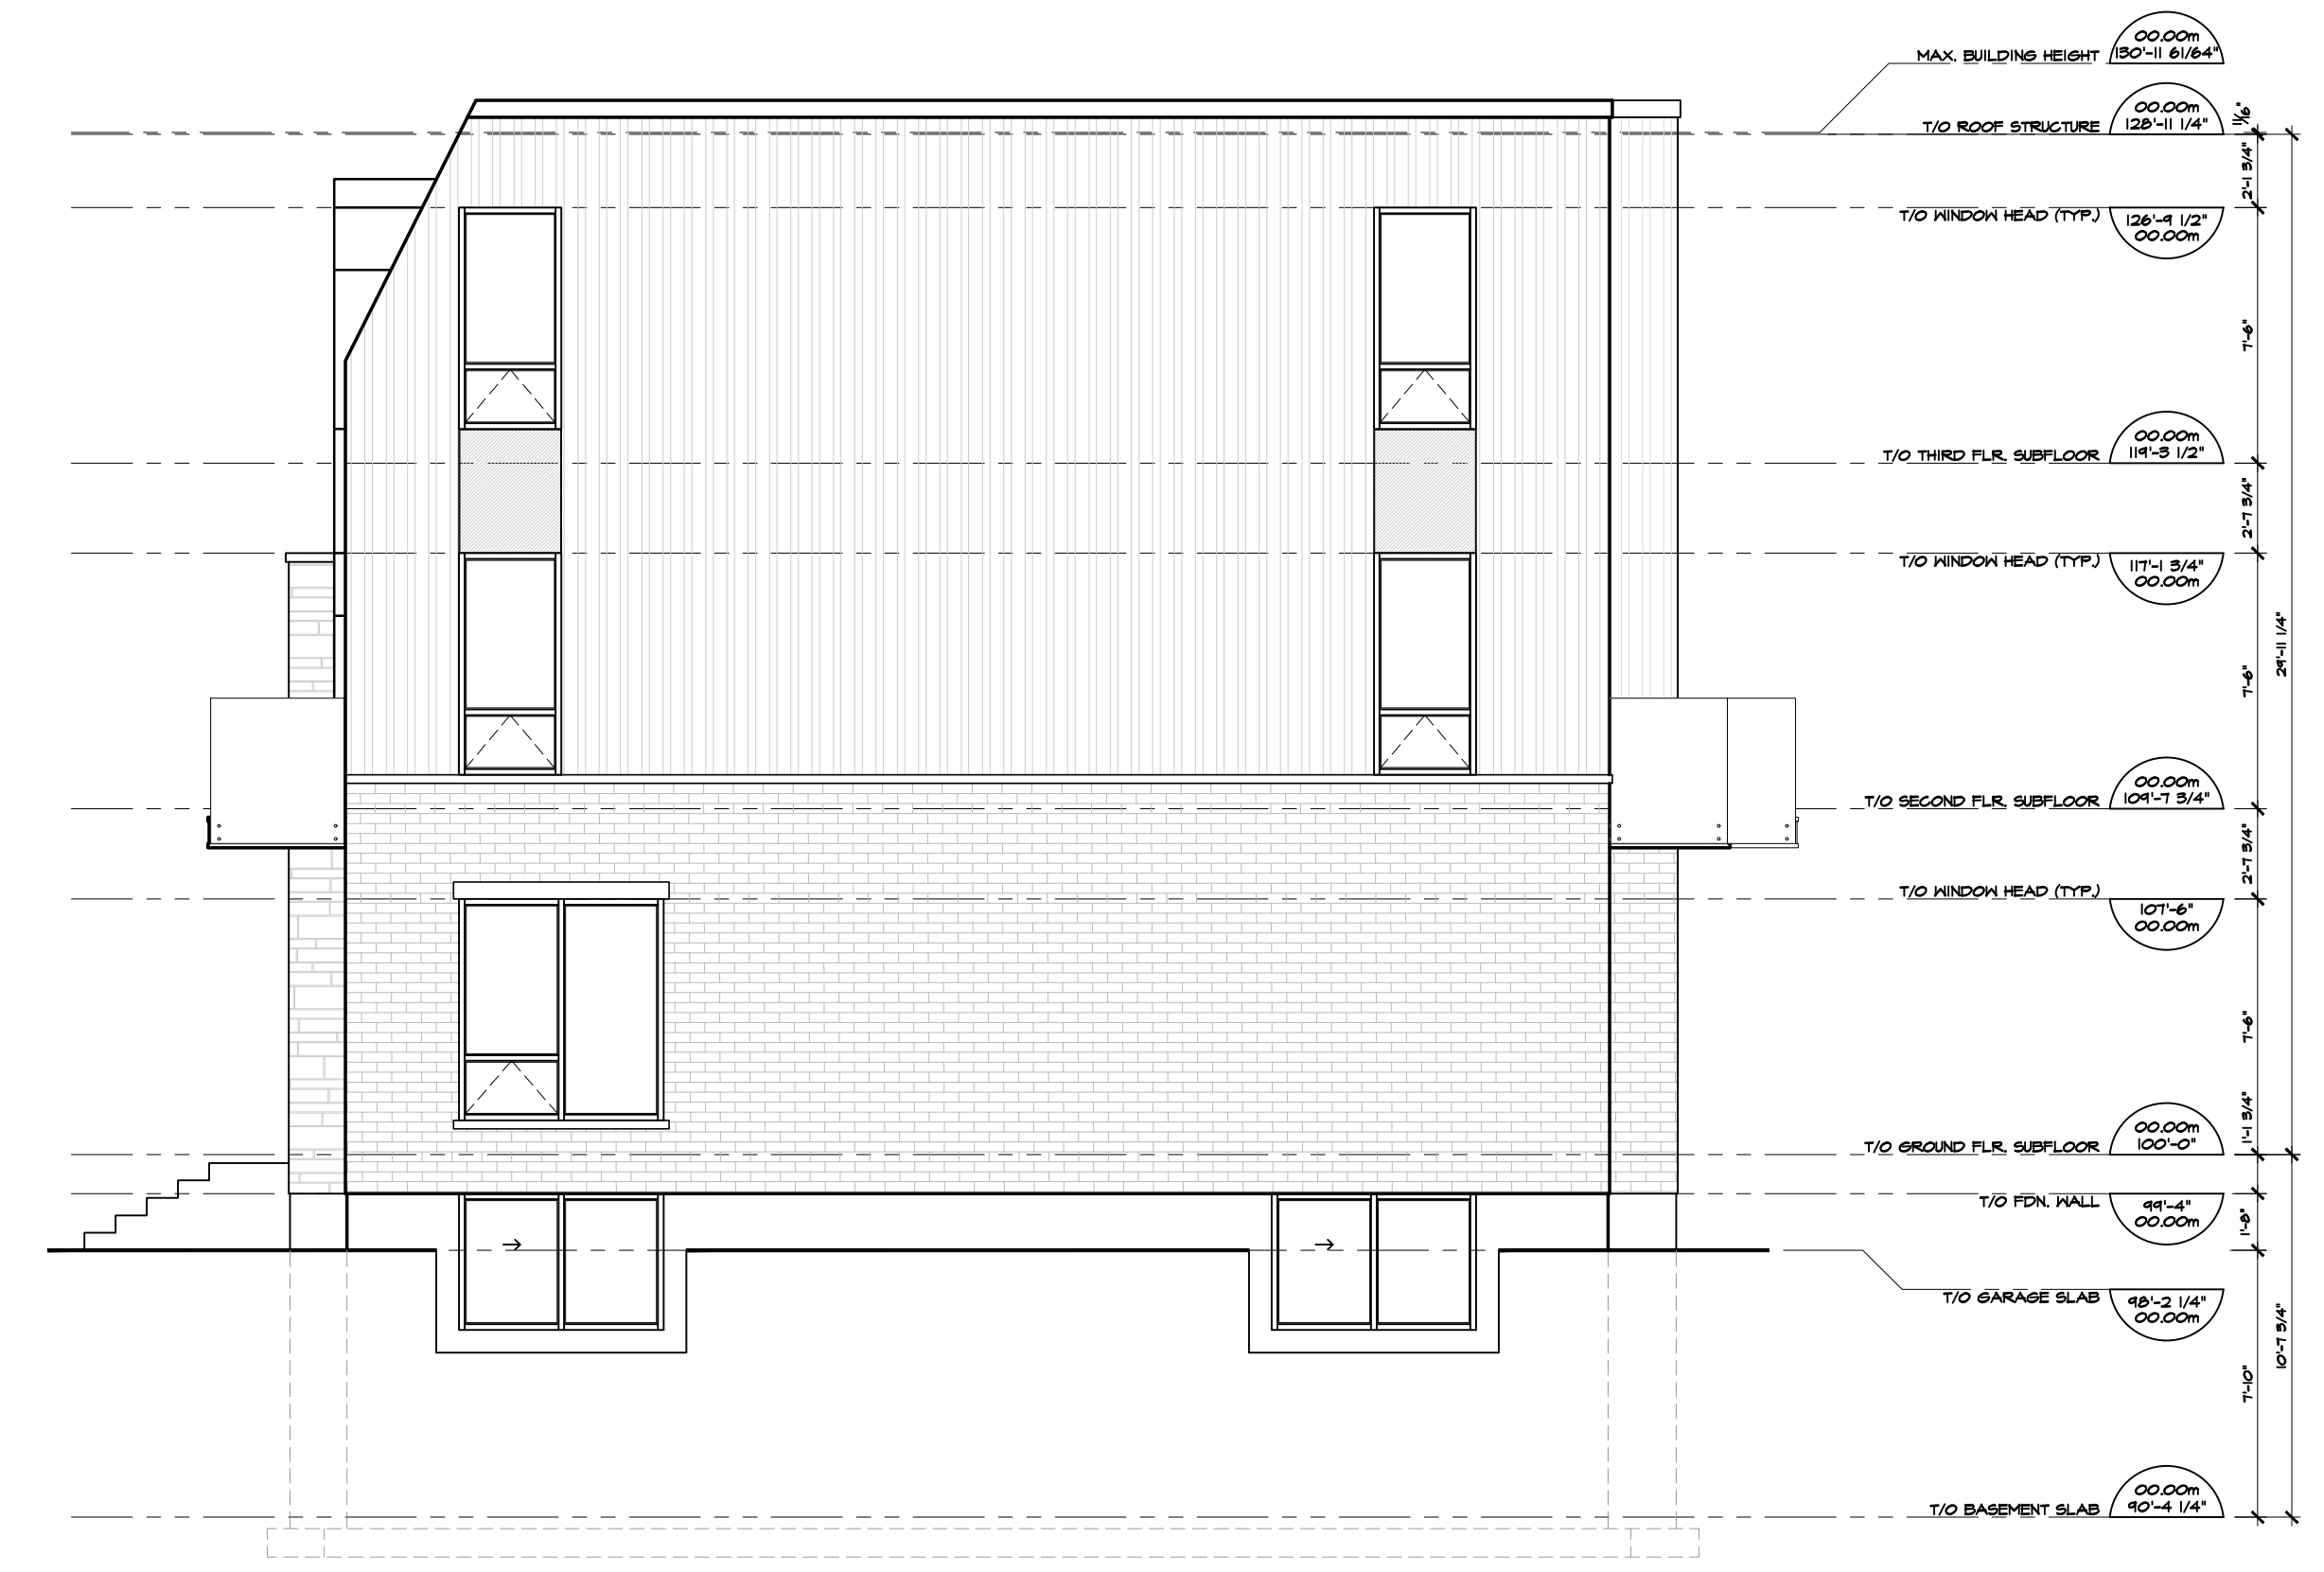 00.00m
MAX. BUILDING HEIGHT 130'-11 61/64"
00.00m
T/O ROOF STRUCTURE 128'-11 1/4"
11/16"
2'-1 3/4"
T/O WINDOW HEAD (TYP.) 126'-9 1/2"
00.00m
7'-6"
00.00m
T/O THIRD FLR. SUBFLOOR 119'-3 1/2"
2'-7 3/4"
T/O WINDOW HEAD (TYP.) 117'-1 3/4"
00.00m
29'-11 1/4"
7'-6"
00.00m
T/O SECOND FLR. SUBFLOOR 109'-7 3/4"
2'-7 3/4"
T/O WINDOW HEAD (TYP.) 107'-6"
00.00m
7'-6"
1'-1 3/4"
00.00m
T/O GROUND FLR. SUBFLOOR 100'-0"
T/O FDN. WALL 99'-4"
00.00m
1'-8"
T/O GARAGE SLAB 98'-2 1/4"
00.00m
10'-7 3/4"
7'-10"
00.00m
T/O BASEMENT SLAB 90'-4 1/4"